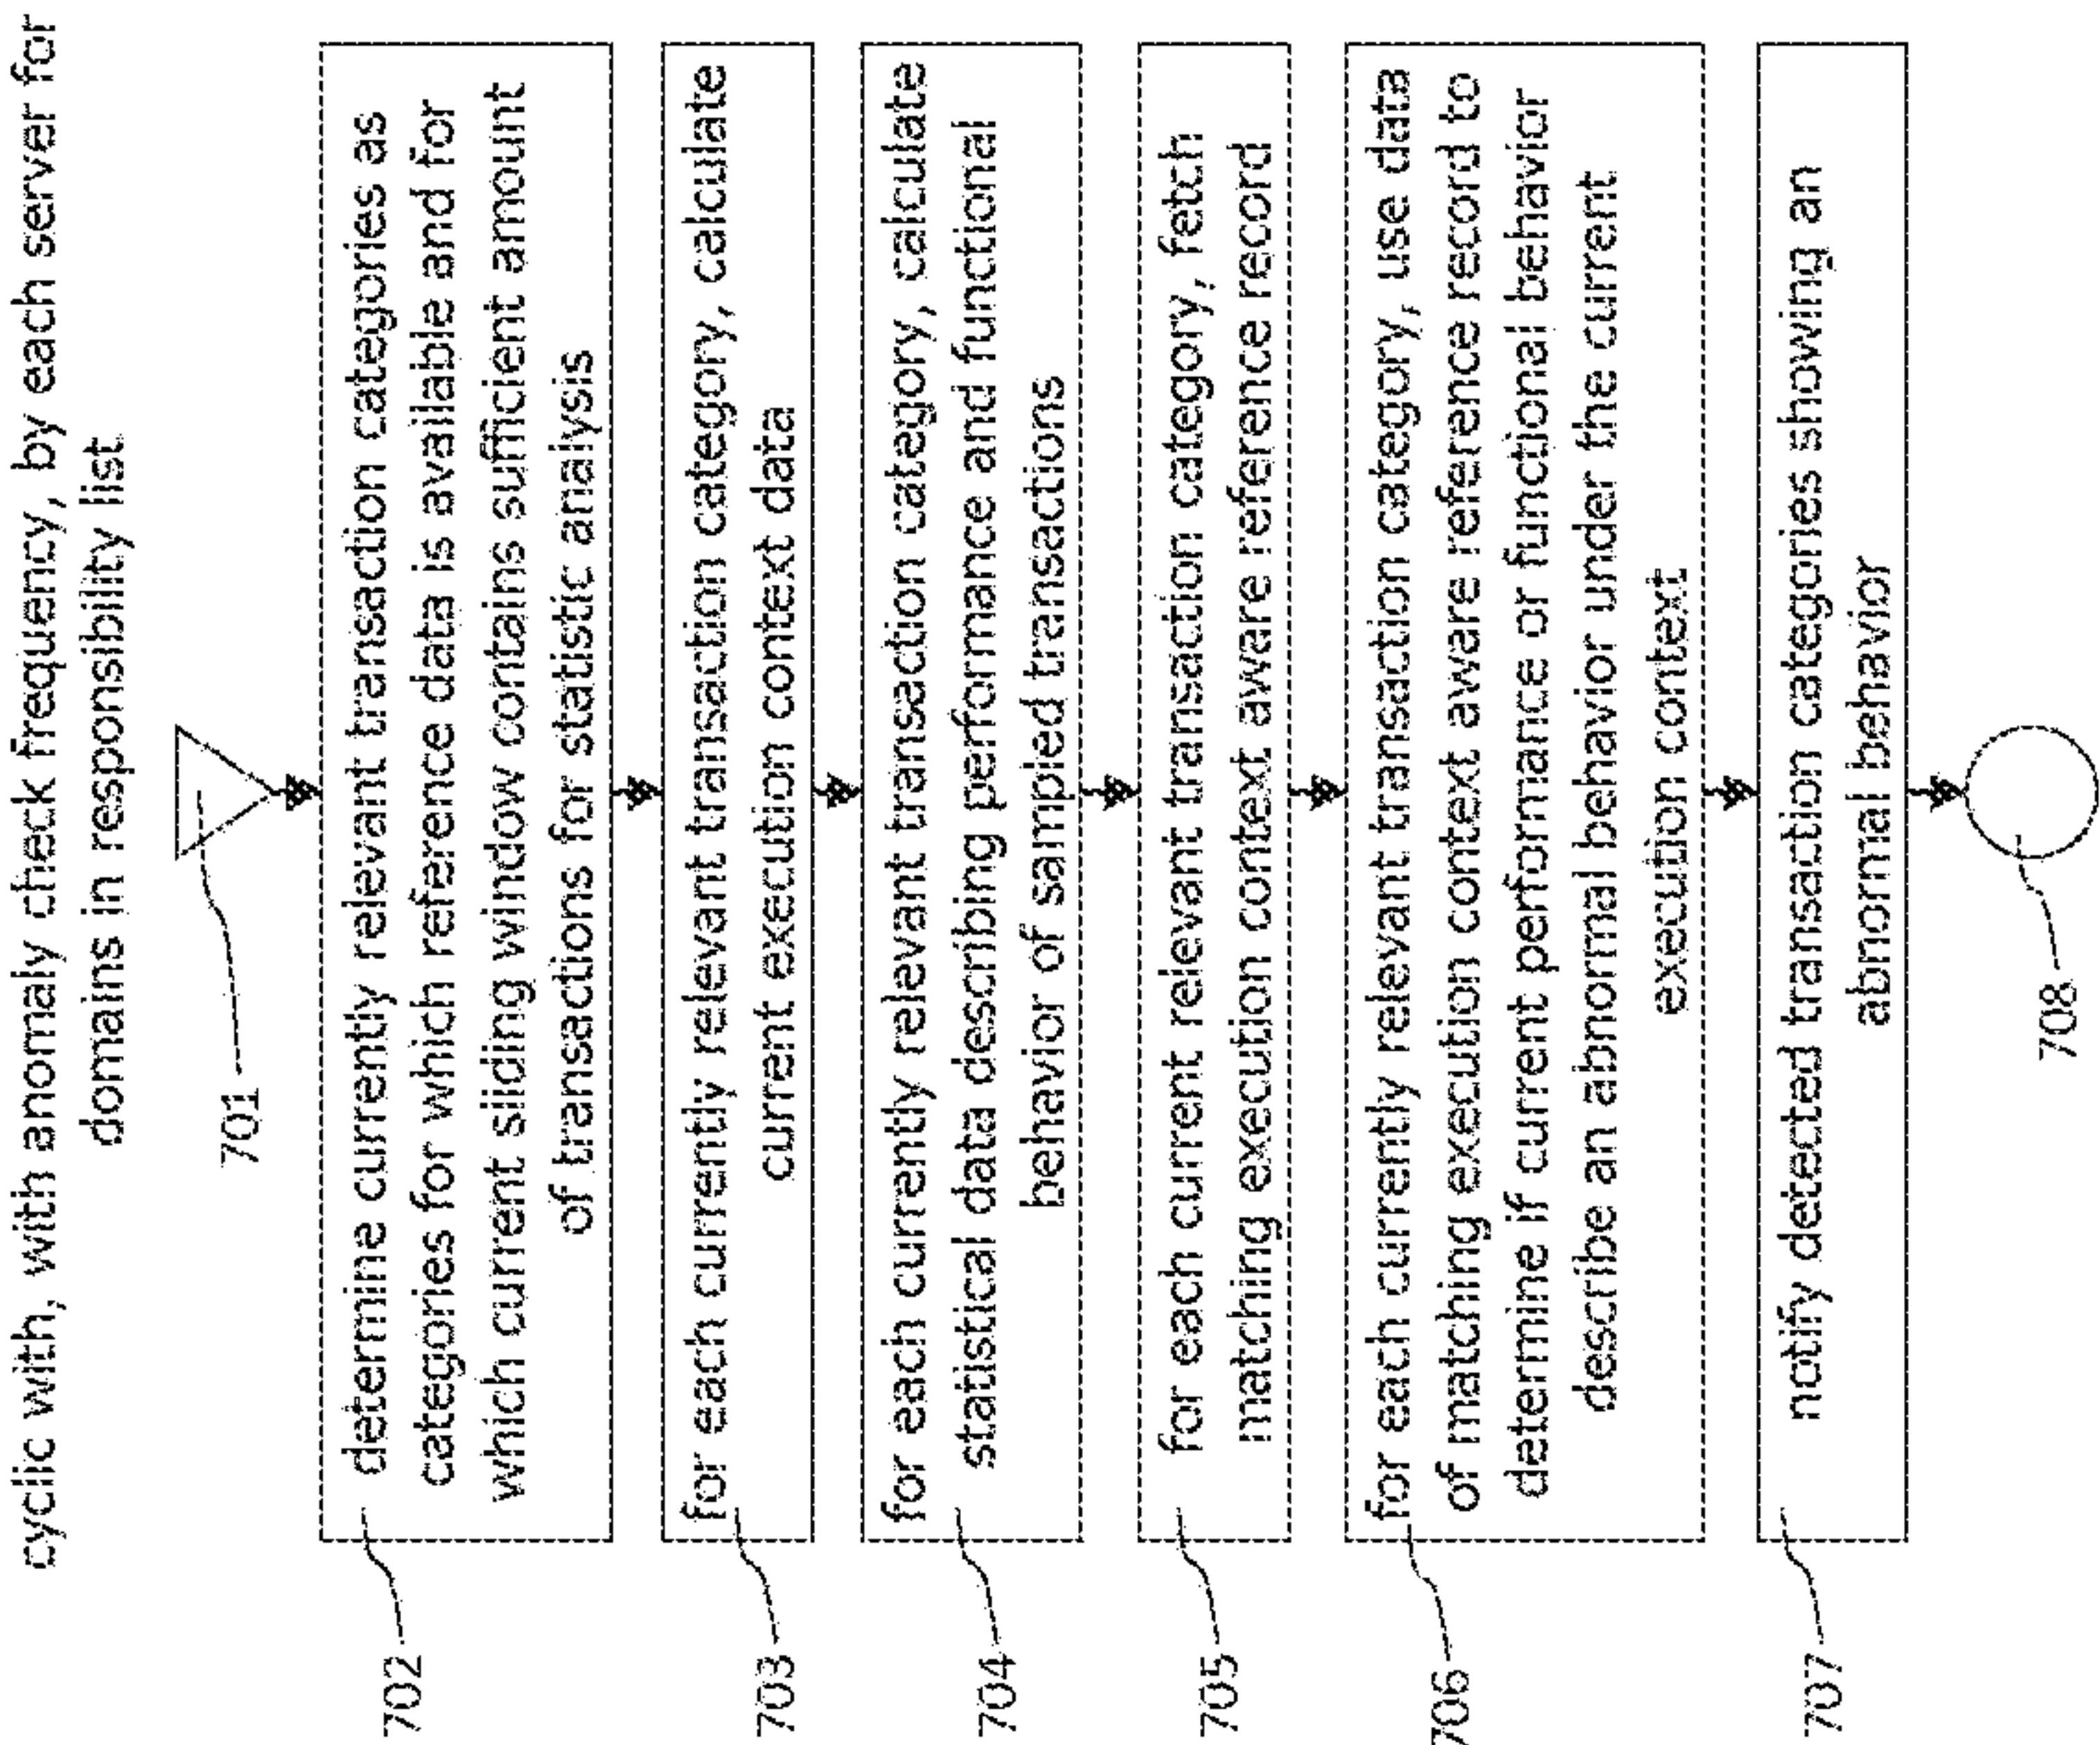 cyclic with, with anomaly check frequency, by each server for
domains in responsibility list
701
702
determine currently relevant transaction categories as
categories for which reference data is available and for
which current sliding window contains sufficient amount
of transactions for statistic analysis
703
for each currently relevant transaction category, calculate
current execution context data
704
for each currently relevant transaction category, calculate
statistical data describing performance and functional
behavior of sampled transactions
705
for each current relevant transaction category, fetch
matching execution context aware reference record
706
for each currently relevant transaction category, use data
of matching execution context aware reference record to
determine if current performance or functional behavior
describe an abnormal behavior under the current
execution context
707
notify detected transaction categories showing an
abnormal behavior
708